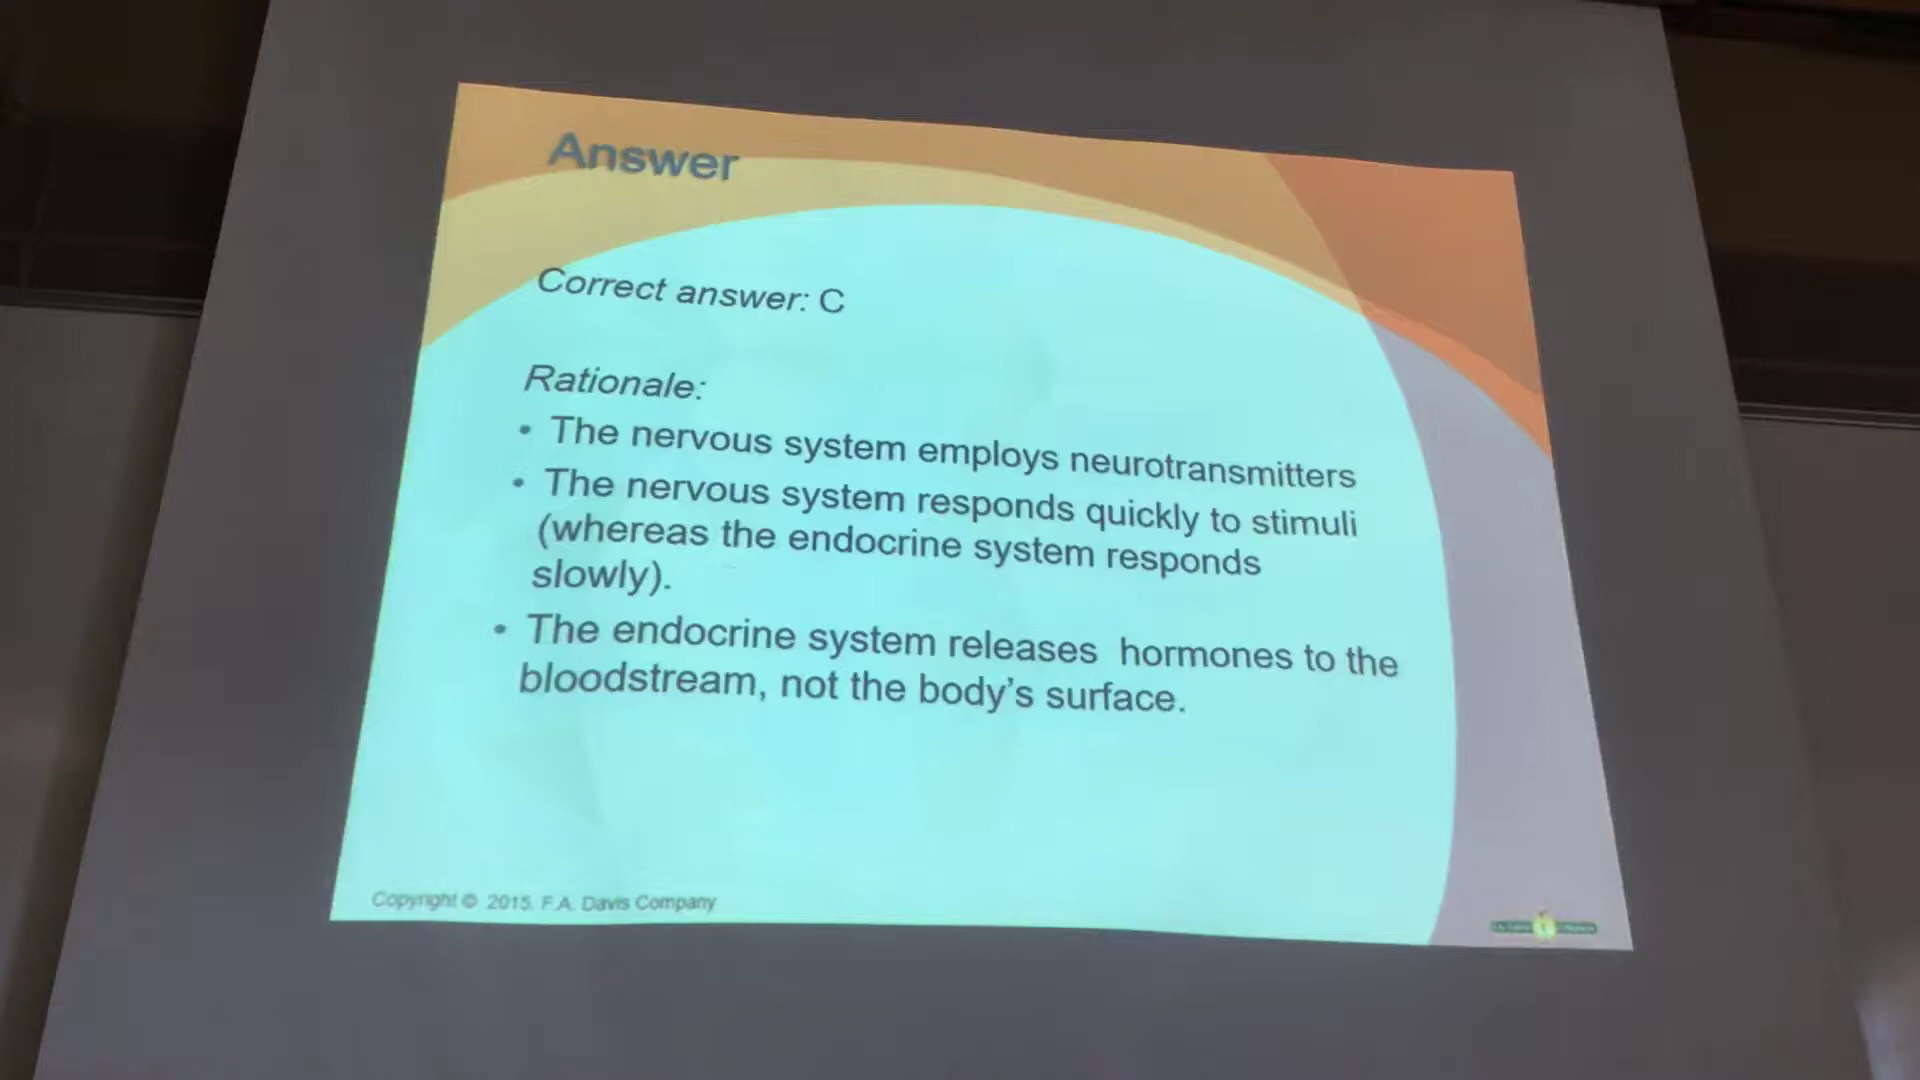 Answer
Correct answer: C
Rationale:
• The nervous system employs neurotransmitters
• The nervous system responds quickly to stimuli
(whereas the endocrine system responds
slowly).
• The endocrine system releases hormones to the
bloodstream, not the body's surface.
Copyright © 2015. F.A. Davis Company